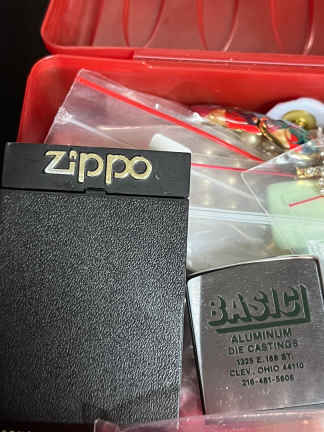 zippo
BASIC
ALUMINUM
DIE CASTINGS
1325 E. 168 ST.
CLEV., OHIO 44110
216-481-5606